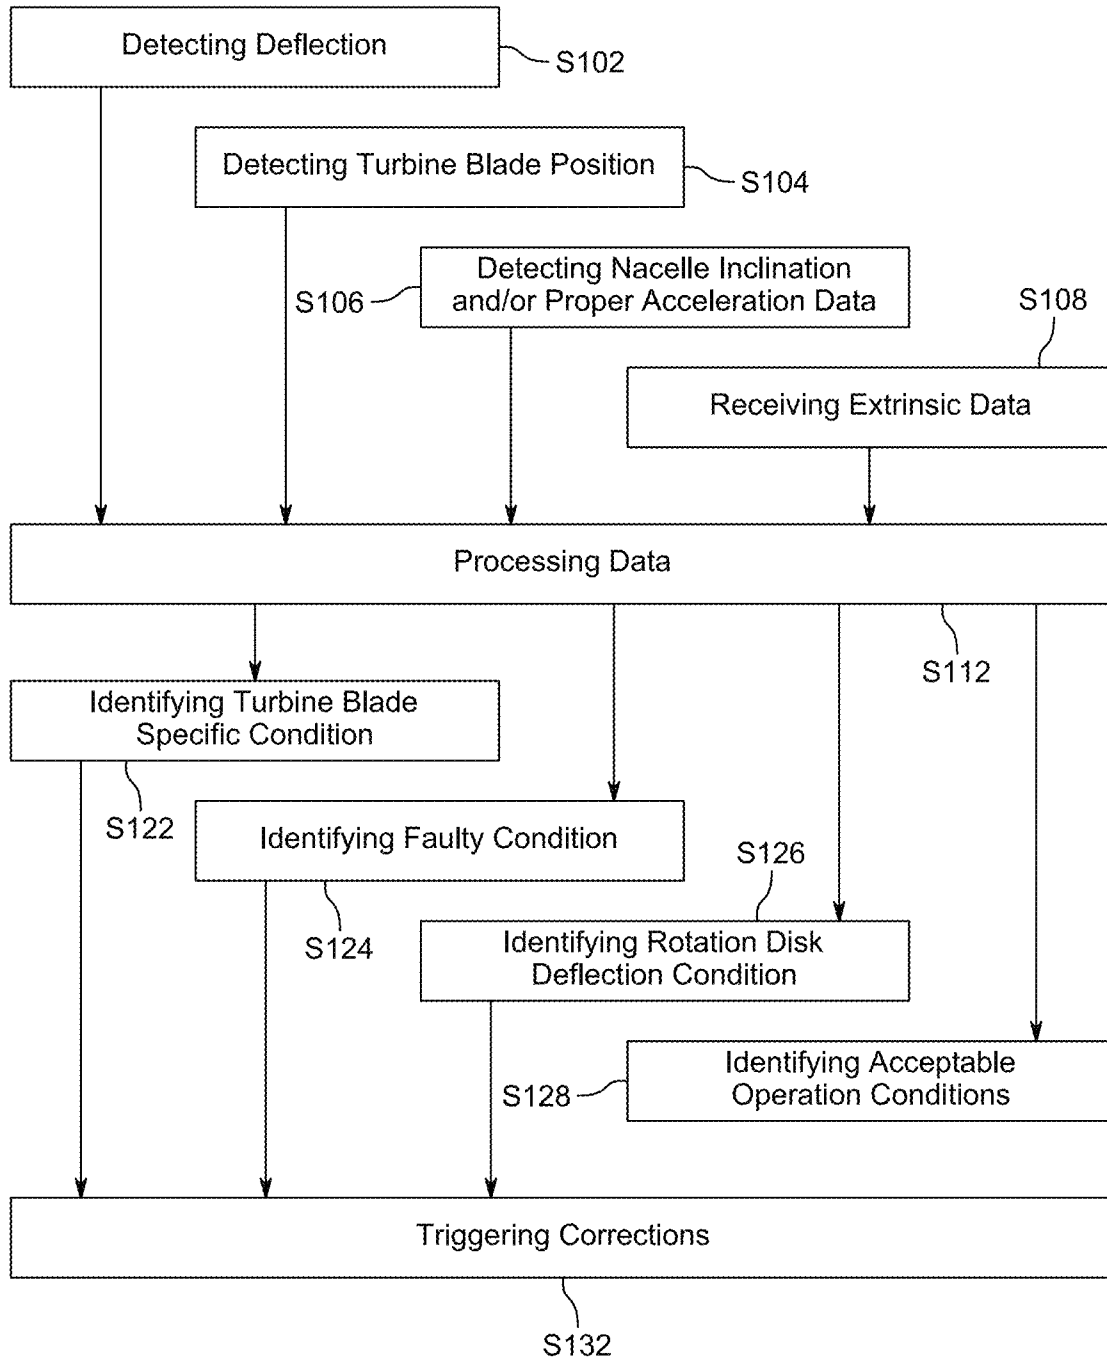 Detecting Deflection
S102
Detecting Turbine Blade Position
S104
Detecting Nacelle Inclination
and/or Proper Acceleration Data
S106
S108
Receiving Extrinsic Data
Processing Data
S112
Identifying Turbine Blade
Specific Condition
S122
Identifying Faulty Condition
S124
S126
Identifying Rotation Disk
Deflection Condition
Identifying Acceptable
Operation Conditions
S128
Triggering Corrections
S132